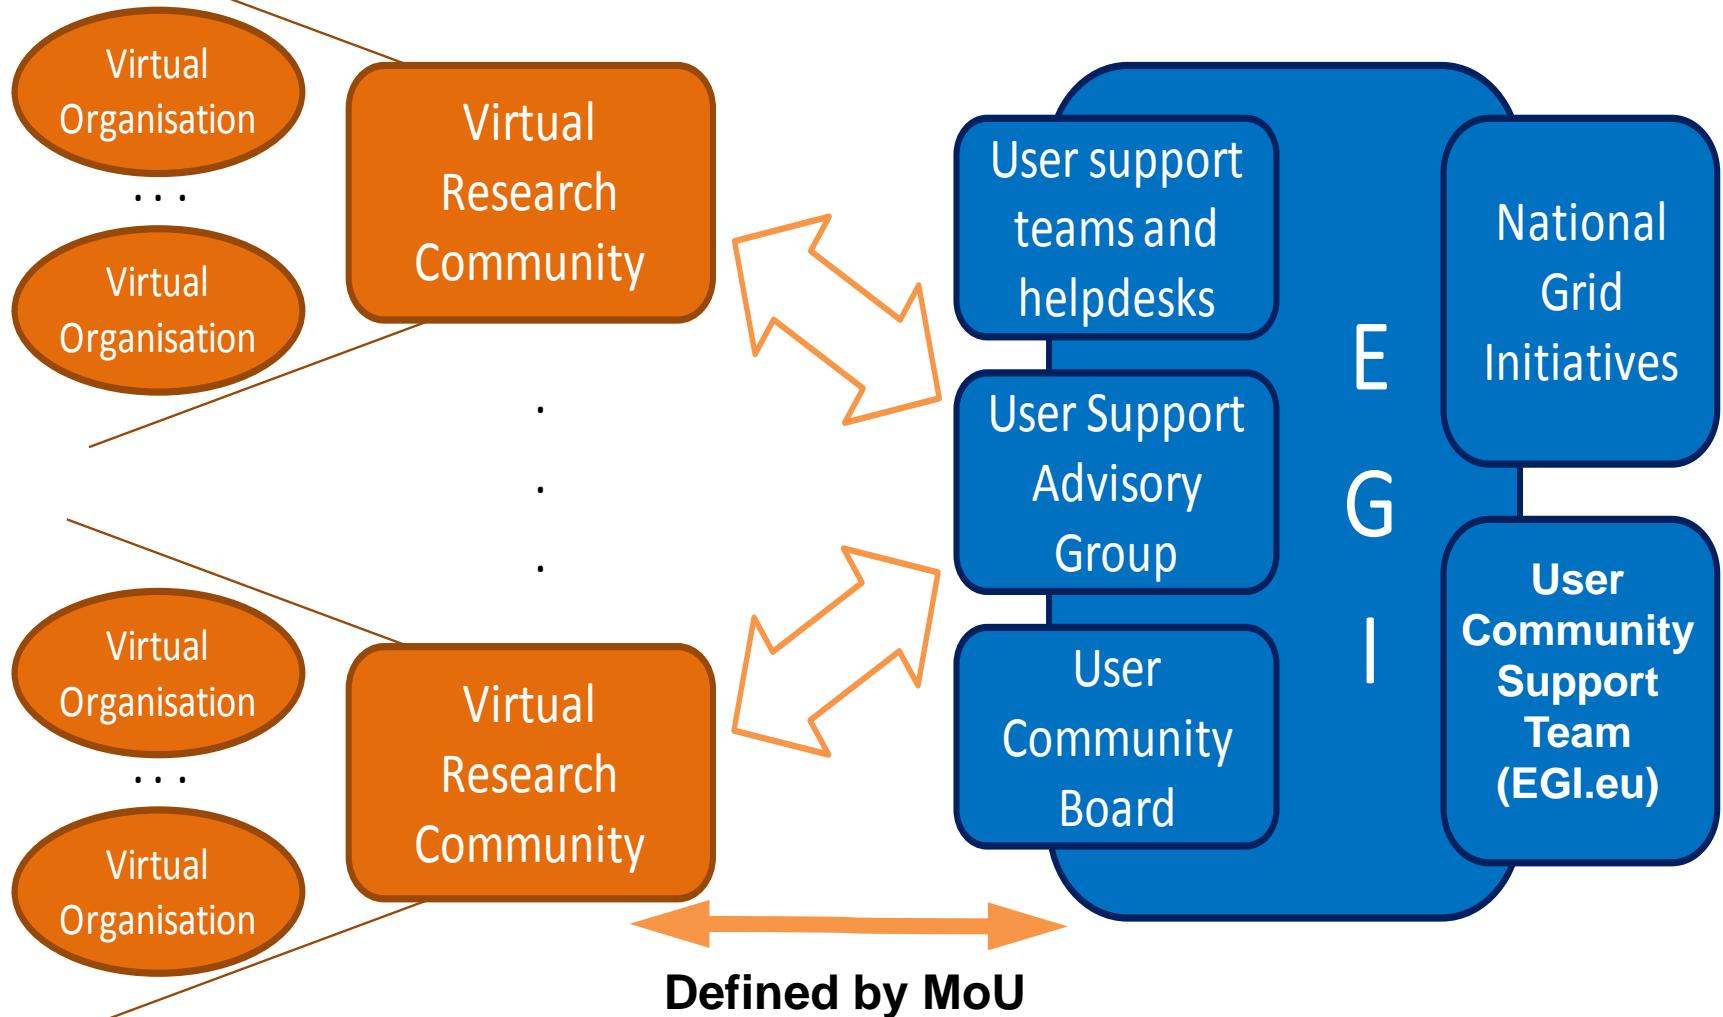 Virtual
Organisation
. . .
Virtual
Organisation
Virtual
Research
Community
.
.
.
Virtual
Organisation
. . .
Virtual
Organisation
Virtual
Research
Community
User support
teams and
helpdesks
User Support
Advisory
Group
User
Community
Board
E
G
I
National
Grid
Initiatives
User
Community
Support
Team
(EGI.eu)
Defined by MoU